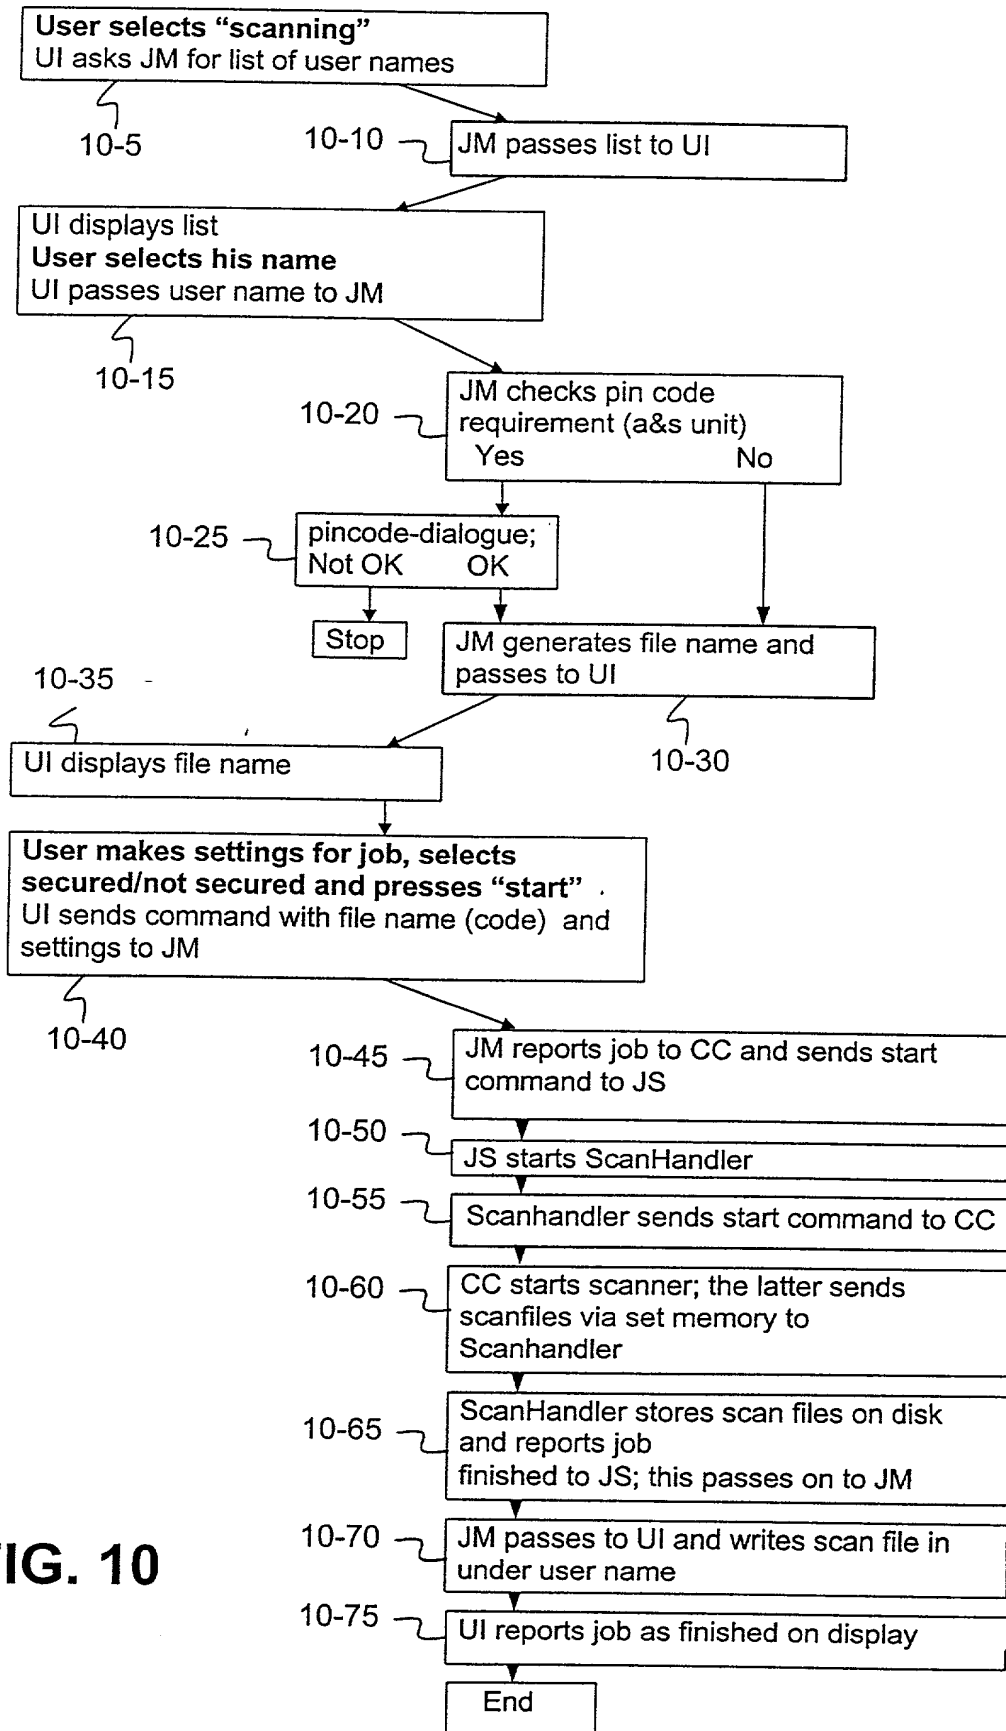 User selects “scanning”
UI asks JM for list of user names
10-5
10-10
JM passes list to UI
UI displays list
User selects his name
UI passes user name to JM
10-15
10-20
JM checks pin code
requirement (a&s unit)
Yes No
10-25
pincode-dialogue;
Not OK OK
Stop
JM generates file name and
passes to UI
10-35
10-30
UI displays file name
User makes settings for job, selects
secured/not secured and presses “start”
UI sends command with file name (code) and
settings to JM
10-40
10-45
JM reports job to CC and sends start
command to JS
10-50
JS starts ScanHandler
10-55
Scanhandler sends start command to CC
10-60
CC starts scanner; the latter sends
scanfiles via set memory to
Scanhandler
10-65
ScanHandler stores scan files on disk
and reports job
finished to JS; this passes on to JM
10-70
JM passes to UI and writes scan file in
under user name
10-75
UI reports job as finished on display
End
IG. 10